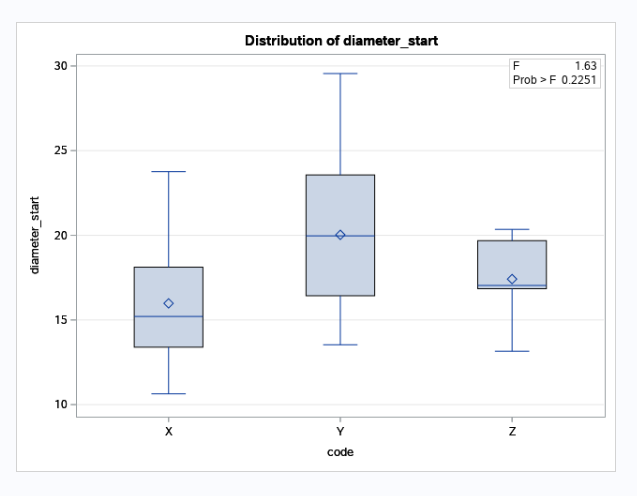 Distribution of diameter_start
F 1.63
Prob > F 0.2251
30
25
20
15
10
diameter_start
X Y Z
code